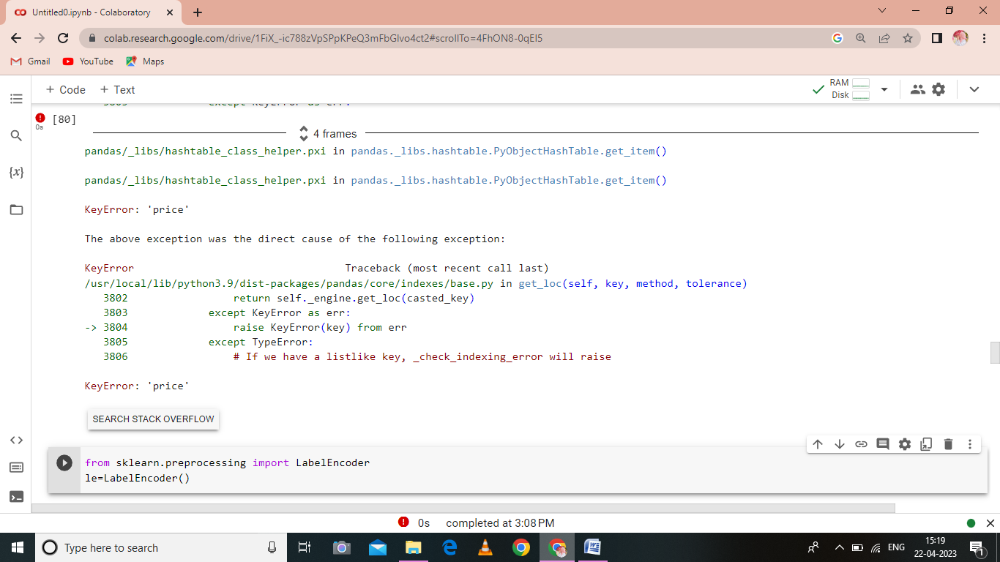 Untitled0.ipynb - Colaboratory
colab.research.google.com/drive/1FiX_-ic788zVpSPpKPeQ3mFbGlvo4ct2#scrollTo=4FhON8-0qEI5
Gmail YouTube Maps
+ Code + Text RAM
Disk
3803 except KeyError as err:
[80]
0s
4 frames
pandas/_libs/hashtable_class_helper.pxi in pandas._libs.hashtable.PyObjectHashTable.get_item()
pandas/_libs/hashtable_class_helper.pxi in pandas._libs.hashtable.PyObjectHashTable.get_item()
KeyError: 'price'
The above exception was the direct cause of the following exception:
KeyError Traceback (most recent call last)
/usr/local/lib/python3.9/dist-packages/pandas/core/indexes/base.py in get_loc(self, key, method, tolerance)
3802 return self._engine.get_loc(casted_key)
3803 except KeyError as err:
-> 3804 raise KeyError(key) from err
3805 except TypeError:
3806 # If we have a listlike key, _check_indexing_error will raise
KeyError: 'price'
SEARCH STACK OVERFLOW
from sklearn.preprocessing import LabelEncoder
le=LabelEncoder()
0s completed at 3:08 PM
Type here to search
ENG
15:19
22-04-2023
1